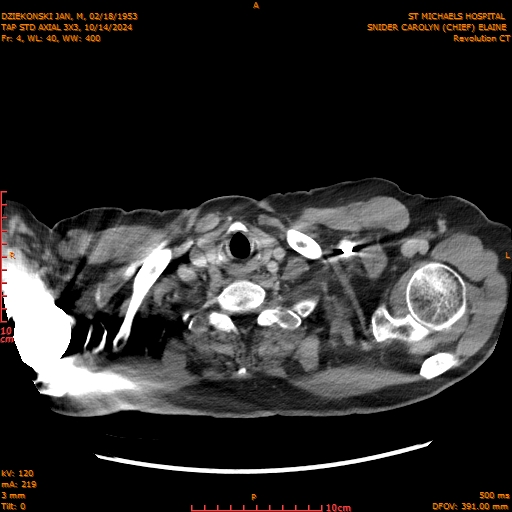 DZIEKONSKI JAN, M, 02/18/1953
TAP STD AXIAL 3X3, 10/14/2024
Fr: 4, WL: 40, WW: 400
A
ST MICHAELS HOSPITAL
SNIDER CAROLYN (CHIEF) ELAINE
Revolution CT
R
L
10
cm
kV: 120
mA: 219
3 mm
Tilt: 0
P
10cm
500 ms
DFOV: 391.00 mm